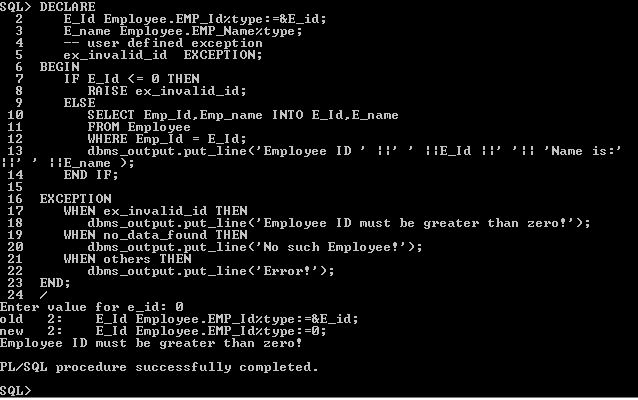 SQL> DECLARE
  2     E_Id Employee.EMP_Id%type:=&E_id;
  3     E_name Employee.EMP_Name%type;
  4     -- user defined exception
  5     ex_invalid_id  EXCEPTION;
  6  BEGIN
  7     IF E_Id <= 0 THEN
  8        RAISE ex_invalid_id;
  9     ELSE
 10        SELECT Emp_Id,Emp_name INTO E_Id,E_name
 11        FROM Employee
 12        WHERE Emp_Id = E_Id;
 13        dbms_output.put_line('Employee ID ' ||' ' ||E_Id ||' '|| 'Name is:'
||' ' ||E_name );
 14     END IF;
 15
 16  EXCEPTION
 17     WHEN ex_invalid_id THEN
 18        dbms_output.put_line('Employee ID must be greater than zero!');
 19     WHEN no_data_found THEN
 20        dbms_output.put_line('No such Employee!');
 21     WHEN others THEN
 22        dbms_output.put_line('Error!');
 23  END;
 24  /
Enter value for e_id: 0
old   2:    E_Id Employee.EMP_Id%type:=&E_id;
new   2:    E_Id Employee.EMP_Id%type:=0;
Employee ID must be greater than zero!
PL/SQL procedure successfully completed.
SQL>